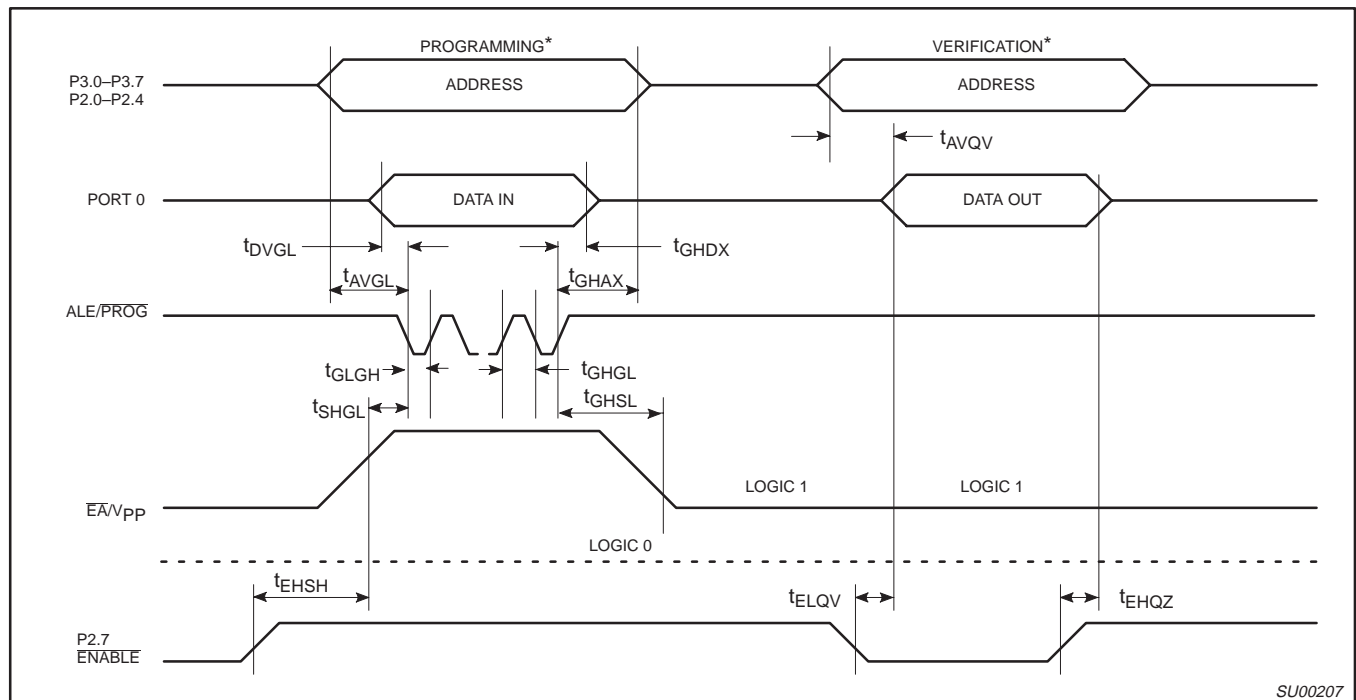 PROGRAMMING* VERIFICATION*
P3.0–P3.7
P2.0–P2.4
ADDRESS ADDRESS
tAVQV
PORT 0 DATA IN DATA OUT
tDVGL tGHDX
tAVGL tGHAX
ALE/PROG
tGLGH tGHGL
tSHGL tGHSL
LOGIC 1 LOGIC 1
EA/VPP
LOGIC 0
tEHSH
tELQV tEHQZ
P2.7
ENABLE
SU00207